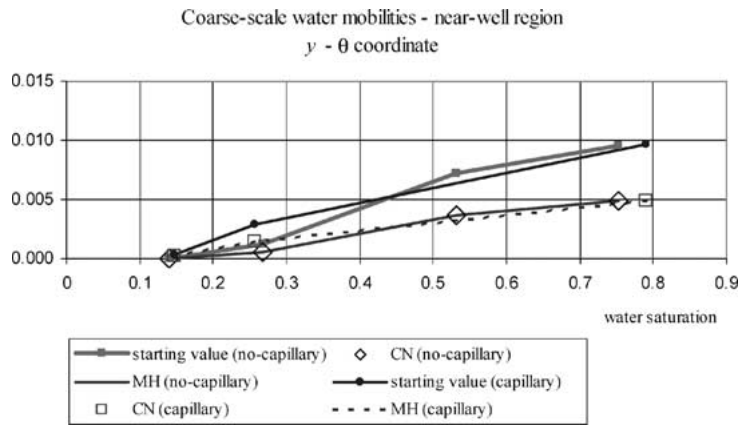 Coarse-scale water mobilities - near-well region
y - θ coordinate
0.015
0.010
0.005
0.000
0 0.1 0.2 0.3 0.4 0.5 0.6 0.7 0.8 0.9
water saturation
starting value (no-capillary) CN (no-capillary)
MH (no-capillary) starting value (capillary)
CN (capillary) MH (capillary)